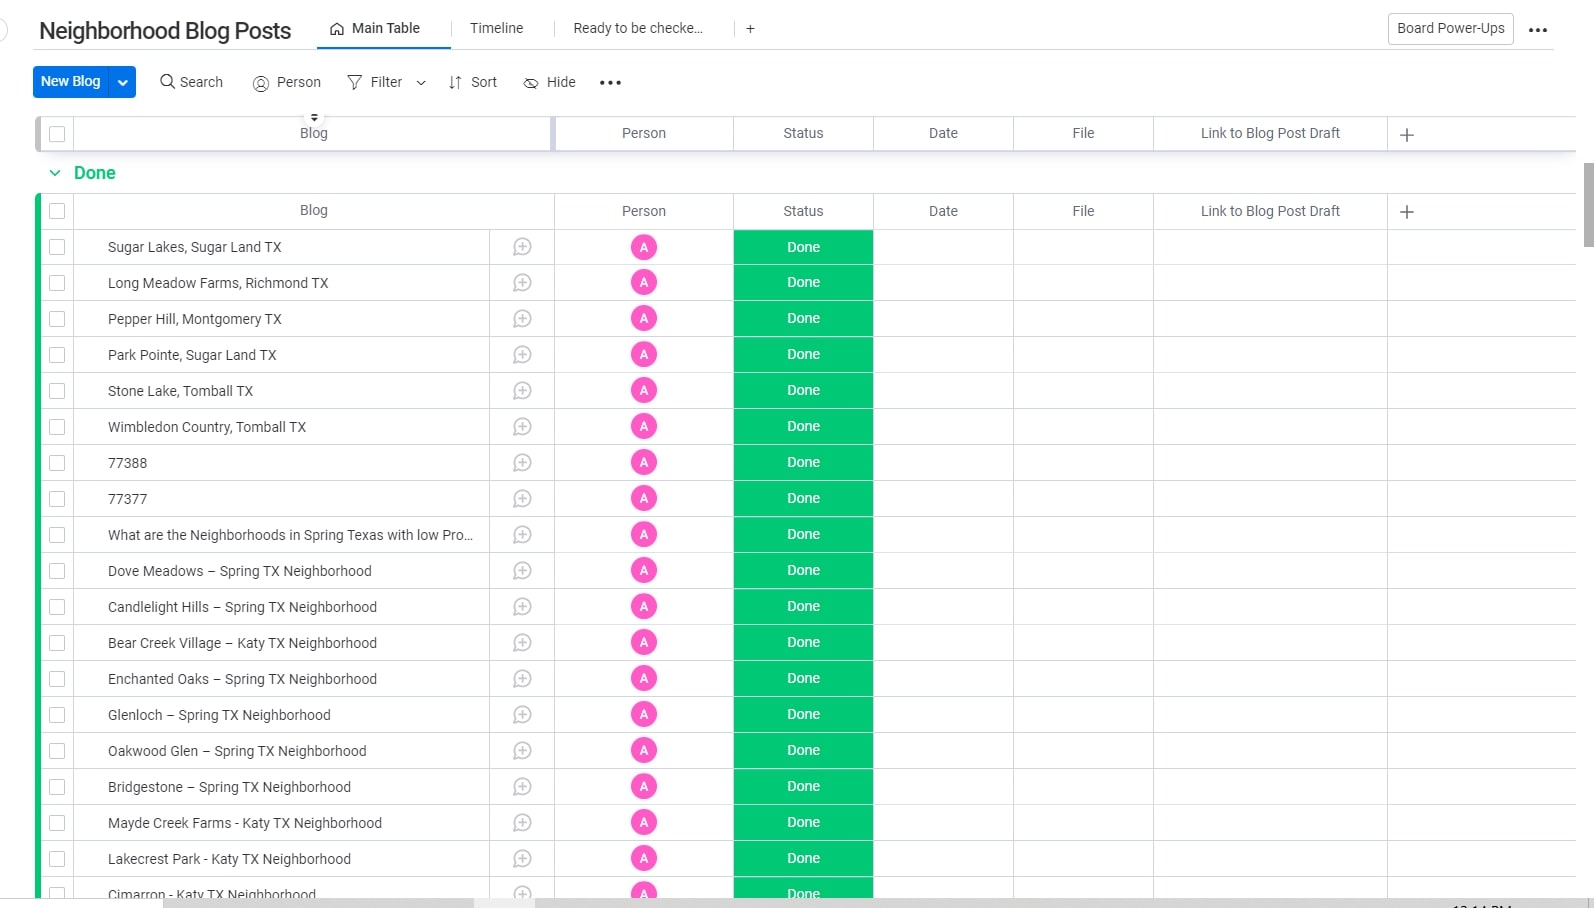 Neighborhood Blog Posts Main Table Timeline Ready to be checke... + Board Power-Ups
New Blog Search Person Filter Sort Hide
Blog Person Status Date File Link to Blog Post Draft +
Done
Blog Person Status Date File Link to Blog Post Draft +
Sugar Lakes, Sugar Land TX A Done
Long Meadow Farms, Richmond TX A Done
Pepper Hill, Montgomery TX A Done
Park Pointe, Sugar Land TX A Done
Stone Lake, Tomball TX A Done
Wimbledon Country, Tomball TX A Done
77388 A Done
77377 A Done
What are the Neighborhoods in Spring Texas with low Pro... A Done
Dove Meadows – Spring TX Neighborhood A Done
Candlelight Hills – Spring TX Neighborhood A Done
Bear Creek Village – Katy TX Neighborhood A Done
Enchanted Oaks – Spring TX Neighborhood A Done
Glenloch – Spring TX Neighborhood A Done
Oakwood Glen – Spring TX Neighborhood A Done
Bridgestone – Spring TX Neighborhood A Done
Mayde Creek Farms - Katy TX Neighborhood A Done
Lakecrest Park - Katy TX Neighborhood A Done
Cimarron - Katy TX Neighborhood A Done